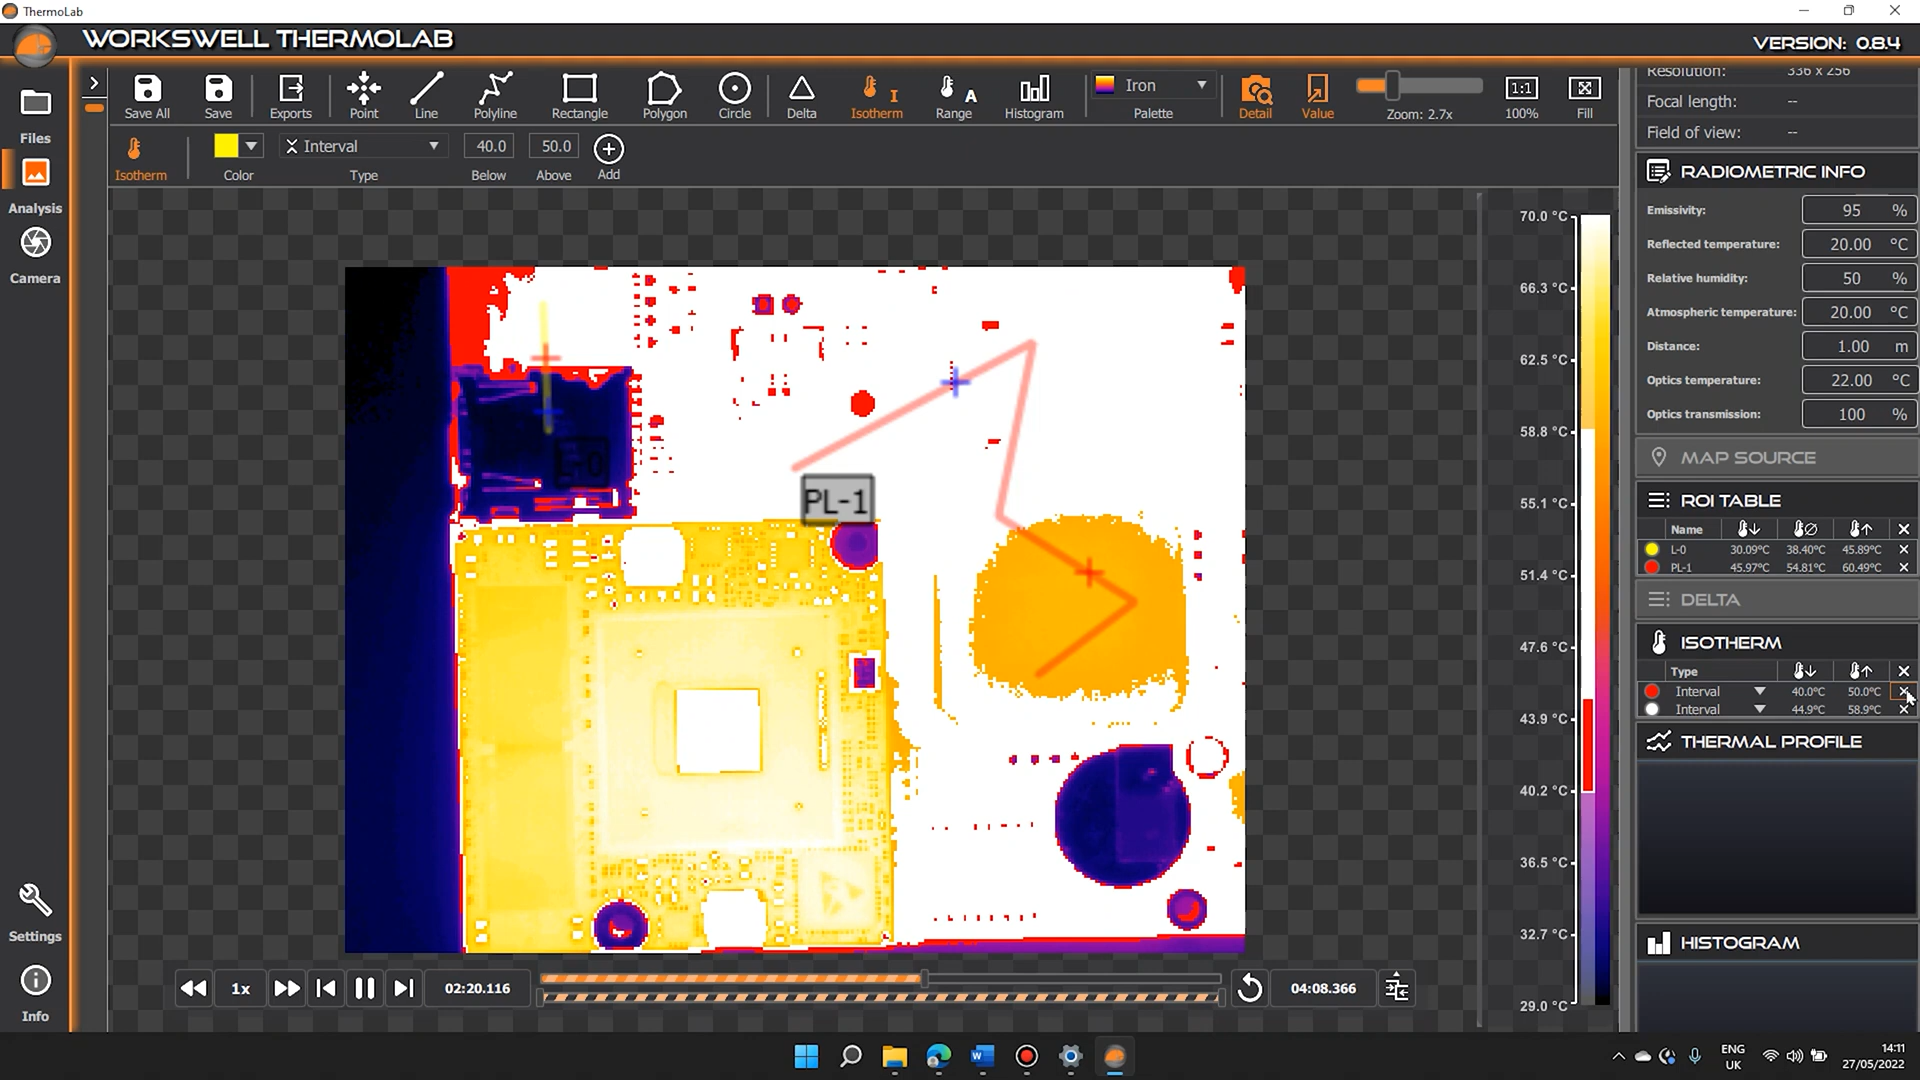 ThermoLab
WORKSWELL THERMOLAB
VERSION: 0.8.4
Files
Analysis
Camera
Settings
Info
Save All
Save
Exports
Point
Line
Polyline
Rectangle
Polygon
Circle
Delta
I
Isotherm
A
Range
Histogram
Iron
Palette
Detail
Value
Zoom: 2.7x
1:1
100%
Fill
Isotherm
Color
Interval
Type
40.0
Below
50.0
Above
Add
L-0
PL-1
70.0 °C
66.3 °C
62.5 °C
58.8 °C
55.1 °C
51.4 °C
47.6 °C
43.9 °C
40.2 °C
36.5 °C
32.7 °C
29.0 °C
1x
02:20.116
04:08.366
Resolution: 336 x 256
Focal length: --
Field of view: --
RADIOMETRIC INFO
Emissivity: 95 %
Reflected temperature: 20.00 °C
Relative humidity: 50 %
Atmospheric temperature: 20.00 °C
Distance: 1.00 m
Optics temperature: 22.00 °C
Optics transmission: 100 %
MAP SOURCE
ROI TABLE
Name
L-0 30.09°C 38.40°C 45.89°C
PL-1 45.97°C 54.81°C 60.49°C
DELTA
ISOTHERM
Type
Interval 40.0°C 50.0°C
Interval 44.9°C 58.9°C
THERMAL PROFILE
HISTOGRAM
ENG
UK
14:11
27/05/2022